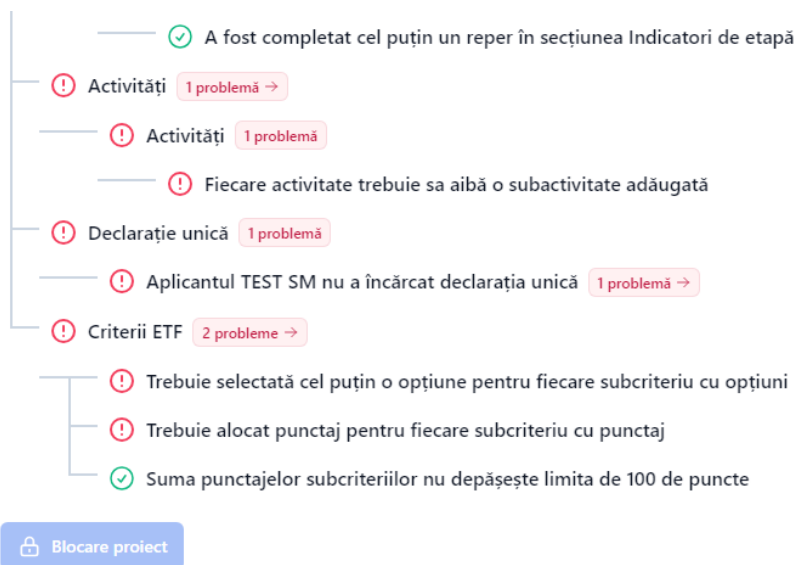 A fost completat cel puțin un reper în secțiunea Indicatori de etapă
Activități 1 problemă →
Activități 1 problemă
Fiecare activitate trebuie sa aibă o subactivitate adăugată
Declarație unică 1 problemă
Aplicantul TEST SM nu a încărcat declarația unică 1 problemă →
Criterii ETF 2 probleme →
Trebuie selectată cel puțin o opțiune pentru fiecare subcriteriu cu opțiuni
Trebuie alocat punctaj pentru fiecare subcriteriu cu punctaj
Suma punctajelor subcriteriilor nu depășește limita de 100 de puncte
Blocare proiect